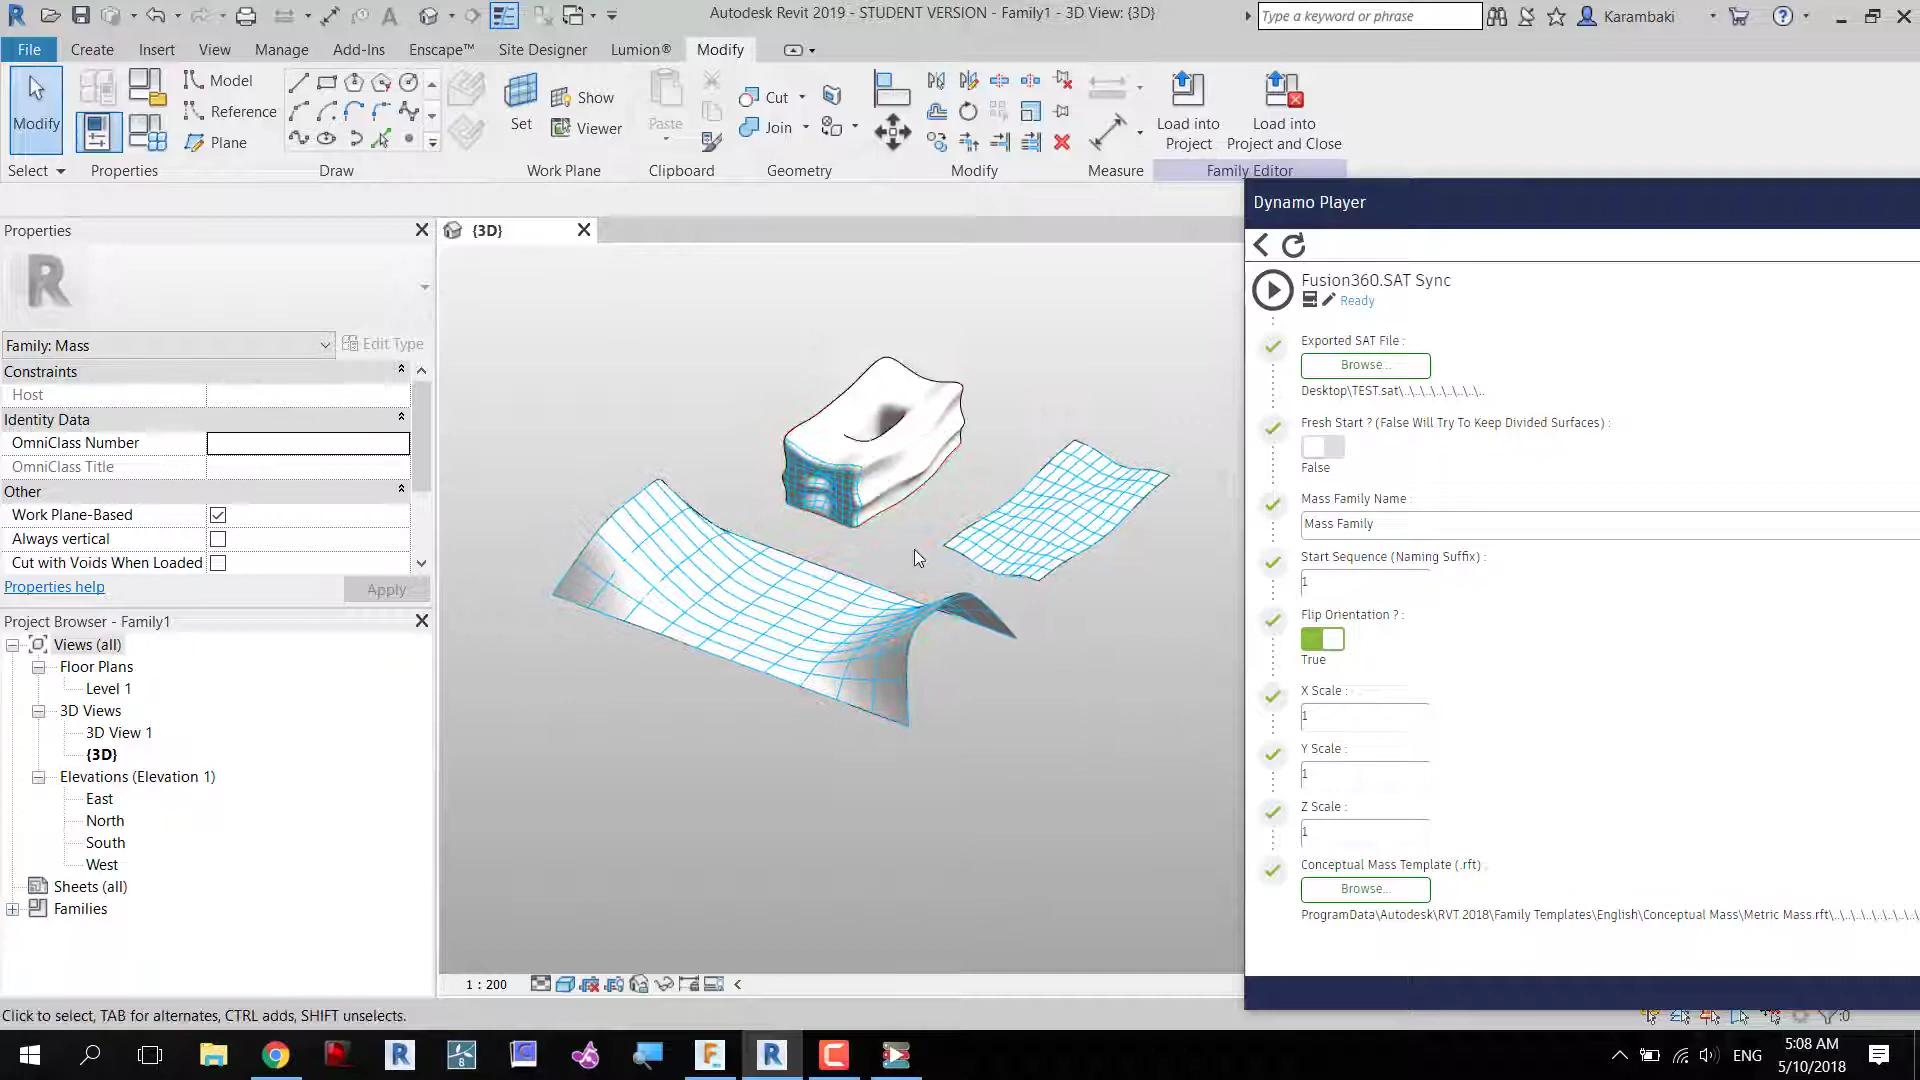 Autodesk Revit 2019 - STUDENT VERSION - Family1 - 3D View: {3D}
Type a keyword or phrase
Karambaki
File
Create
Insert
View
Manage
Add-Ins
Enscape™
Site Designer
Lumion®
Modify
Modify
Model
Reference
Plane
Set
Show
Viewer
Paste
Cut
Join
Load into
Project
Load into
Project and Close
Select
Properties
Draw
Work Plane
Clipboard
Geometry
Modify
Measure
Family Editor
Properties
{3D}
R
Family: Mass
Edit Type
Constraints
Host
Identity Data
OmniClass Number
OmniClass Title
Other
Work Plane-Based
Always vertical
Cut with Voids When Loaded
Properties help
Apply
Project Browser - Family1
Views (all)
Floor Plans
Level 1
3D Views
3D View 1
{3D}
Elevations (Elevation 1)
East
North
South
West
Sheets (all)
Families
1 : 200
Dynamo Player
Fusion360.SAT Sync
Ready
Exported SAT File :
Browse...
Desktop\TEST.sat\..\..\..\..\..\..\..
Fresh Start ? (False Will Try To Keep Divided Surfaces) :
False
Mass Family Name :
Mass Family
Start Sequence (Naming Suffix) :
1
Flip Orientation ? :
True
X Scale :
1
Y Scale :
1
Z Scale :
1
Conceptual Mass Template (.rft)
Browse...
ProgramData\Autodesk\RVT 2018\Family Templates\English\Conceptual Mass\Metric Mass.rft\..\..\..\..\..\..\..
Click to select, TAB for alternates, CTRL adds, SHIFT unselects.
:0
ENG
5:08 AM
5/10/2018